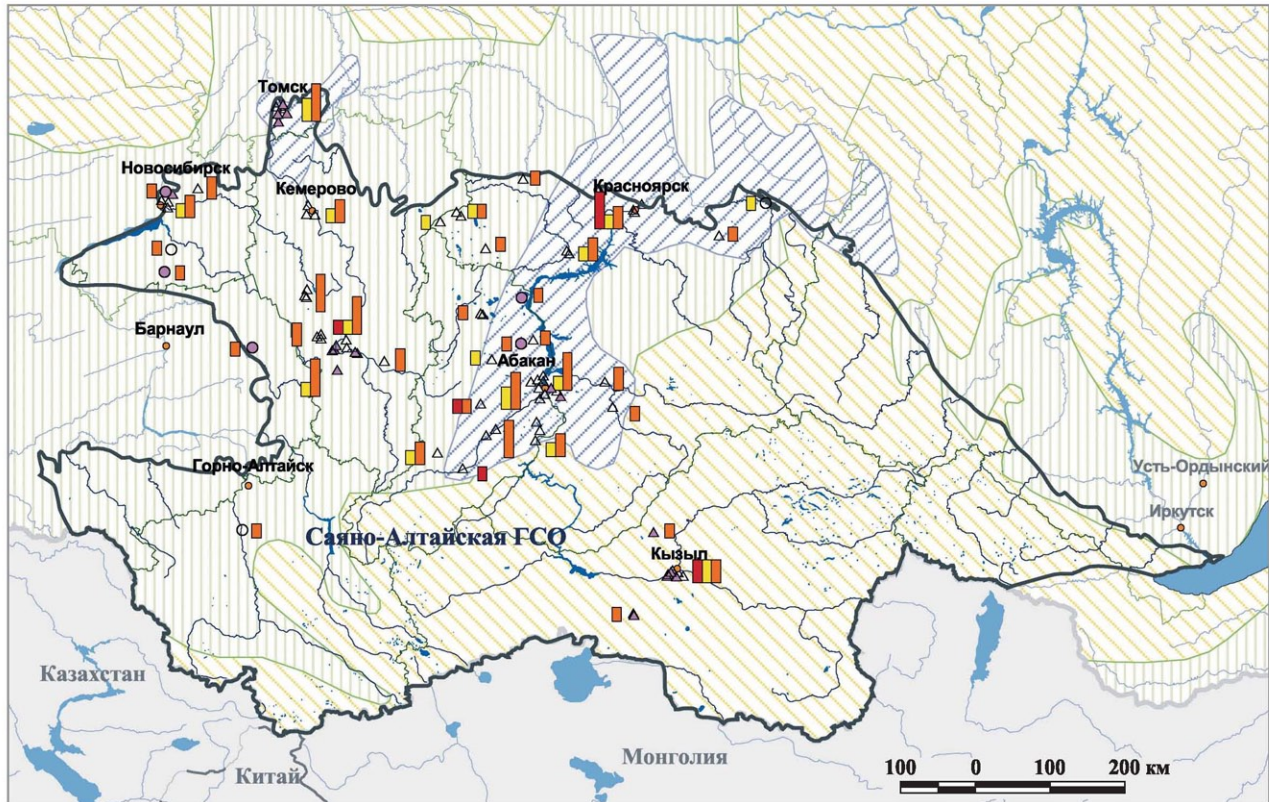 Томск
Новосибирск
Кемерово
Красноярск
Барнаул
Абакан
Горно-Алтайск
Усть-Ордынский
Иркутск
Саяно-Алтайская ГСО
Кызыл
Казахстан
Монголия
Китай
100 0 100 200 км